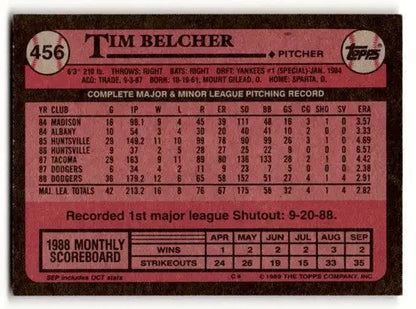 456
TIM BELCHER
PITCHER
TOPPS
6'3" 210 lb. THROWS: RIGHT BATS: RIGHT DRFT: YANKEES #1 (SPECIAL)-JAN. 1984
ACQ: TRADE, 9-3-87 BORN: 10-19-61; MOUNT GILEAD, O. HOME: SPARTA, O.
COMPLETE MAJOR & MINOR LEAGUE PITCHING RECORD
YR CLUB G IP W L R ER SO BB GS CG SHO SV ERA
84 MADISON 18 98.1 9 4 45 39 111 48 3.57
84 ALBANY 10 54 3 4 30 20 40 41 10 1 0 0 3.33
85 HUNTSVILLE 29 149.2 11 10 99 78 90 99 26 3 1 0 4.69
86 HUNTSVILLE 9 37 2 5 28 27 25 22 9 0 0 0 6.57
87 TACOMA 29 163 9 11 89 80 136 133 28 2 1 0 4.42
87 DODGERS 6 34 4 2 11 9 23 7 5 0 0 0 2.38
88 DODGERS 36 179.2 12 6 65 58 152 51 27 4 1 4 2.91
MAJ. LEA. TOTALS 42 213.2 16 8 76 67 175 58 32 4 1 4 2.82
Recorded 1st major league Shutout: 9-20-88.
1988 MONTHLY SCOREBOARD
APR MAY JUN JUL AUG SEP
WINS 1 3 1 2 3 2
STRIKEOUTS 24 26 19 15 33 35
SEP includes OCT stats
C* © 1989 THE TOPPS COMPANY, INC.